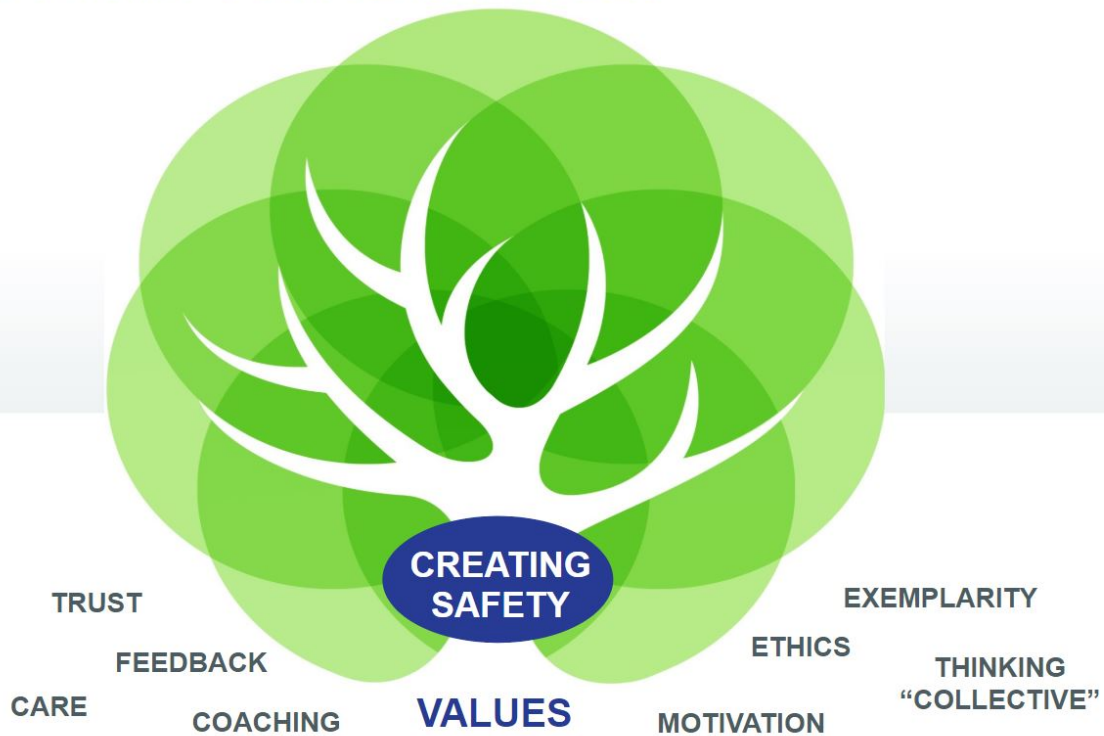 CREATING
SAFETY
TRUST
EXEMPLARITY
FEEDBACK
ETHICS
THINKING
“COLLECTIVE”
CARE
COACHING
VALUES
MOTIVATION